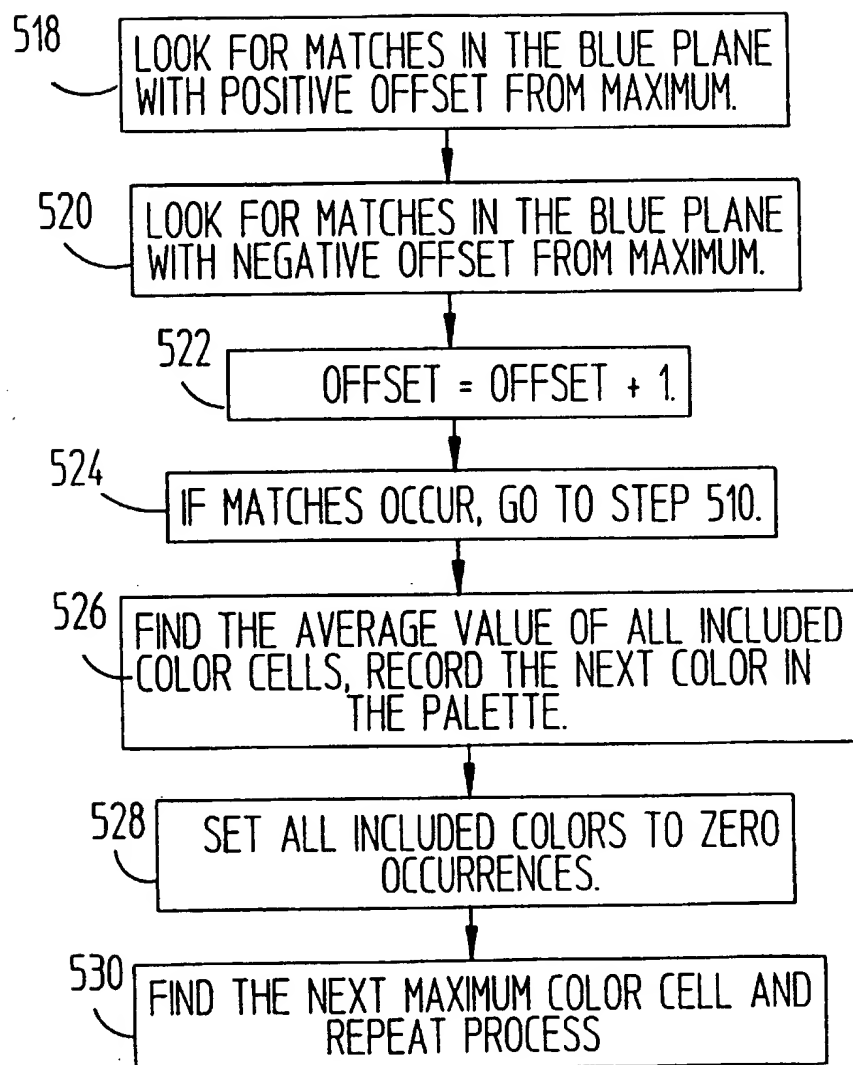 518
LOOK FOR MATCHES IN THE BLUE PLANE
WITH POSITIVE OFFSET FROM MAXIMUM.
520
LOOK FOR MATCHES IN THE BLUE PLANE
WITH NEGATIVE OFFSET FROM MAXIMUM.
522
OFFSET = OFFSET + 1.
524
IF MATCHES OCCUR, GO TO STEP 510.
526
FIND THE AVERAGE VALUE OF ALL INCLUDED
COLOR CELLS, RECORD THE NEXT COLOR IN
THE PALETTE.
528
SET ALL INCLUDED COLORS TO ZERO
OCCURRENCES.
530
FIND THE NEXT MAXIMUM COLOR CELL AND
REPEAT PROCESS